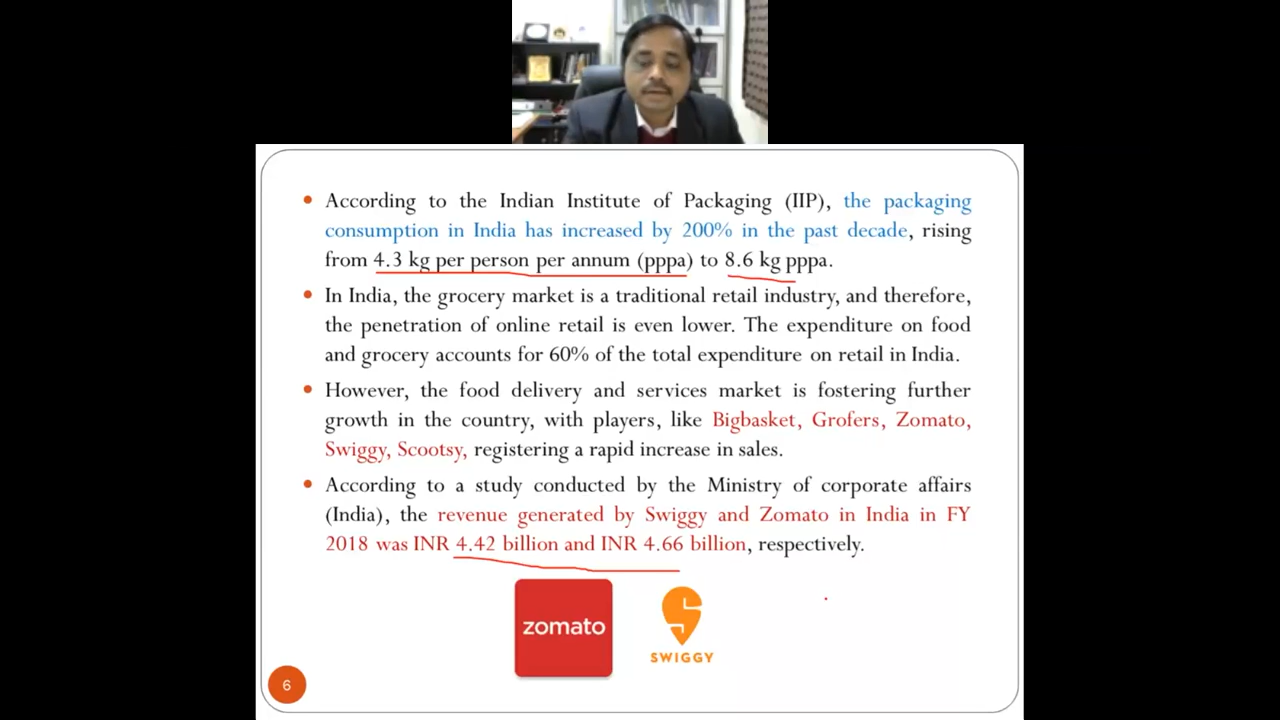 • According to the Indian Institute of Packaging (IIP), the packaging
consumption in India has increased by 200% in the past decade, rising
from 4.3 kg per person per annum (pppa) to 8.6 kg pppa.
• In India, the grocery market is a traditional retail industry, and therefore,
the penetration of online retail is even lower. The expenditure on food
and grocery accounts for 60% of the total expenditure on retail in India.
• However, the food delivery and services market is fostering further
growth in the country, with players, like Bigbasket, Grofers, Zomato,
Swiggy, Scootsy, registering a rapid increase in sales.
• According to a study conducted by the Ministry of corporate affairs
(India), the revenue generated by Swiggy and Zomato in India in FY
2018 was INR 4.42 billion and INR 4.66 billion, respectively.
zomato
SWIGGY
6